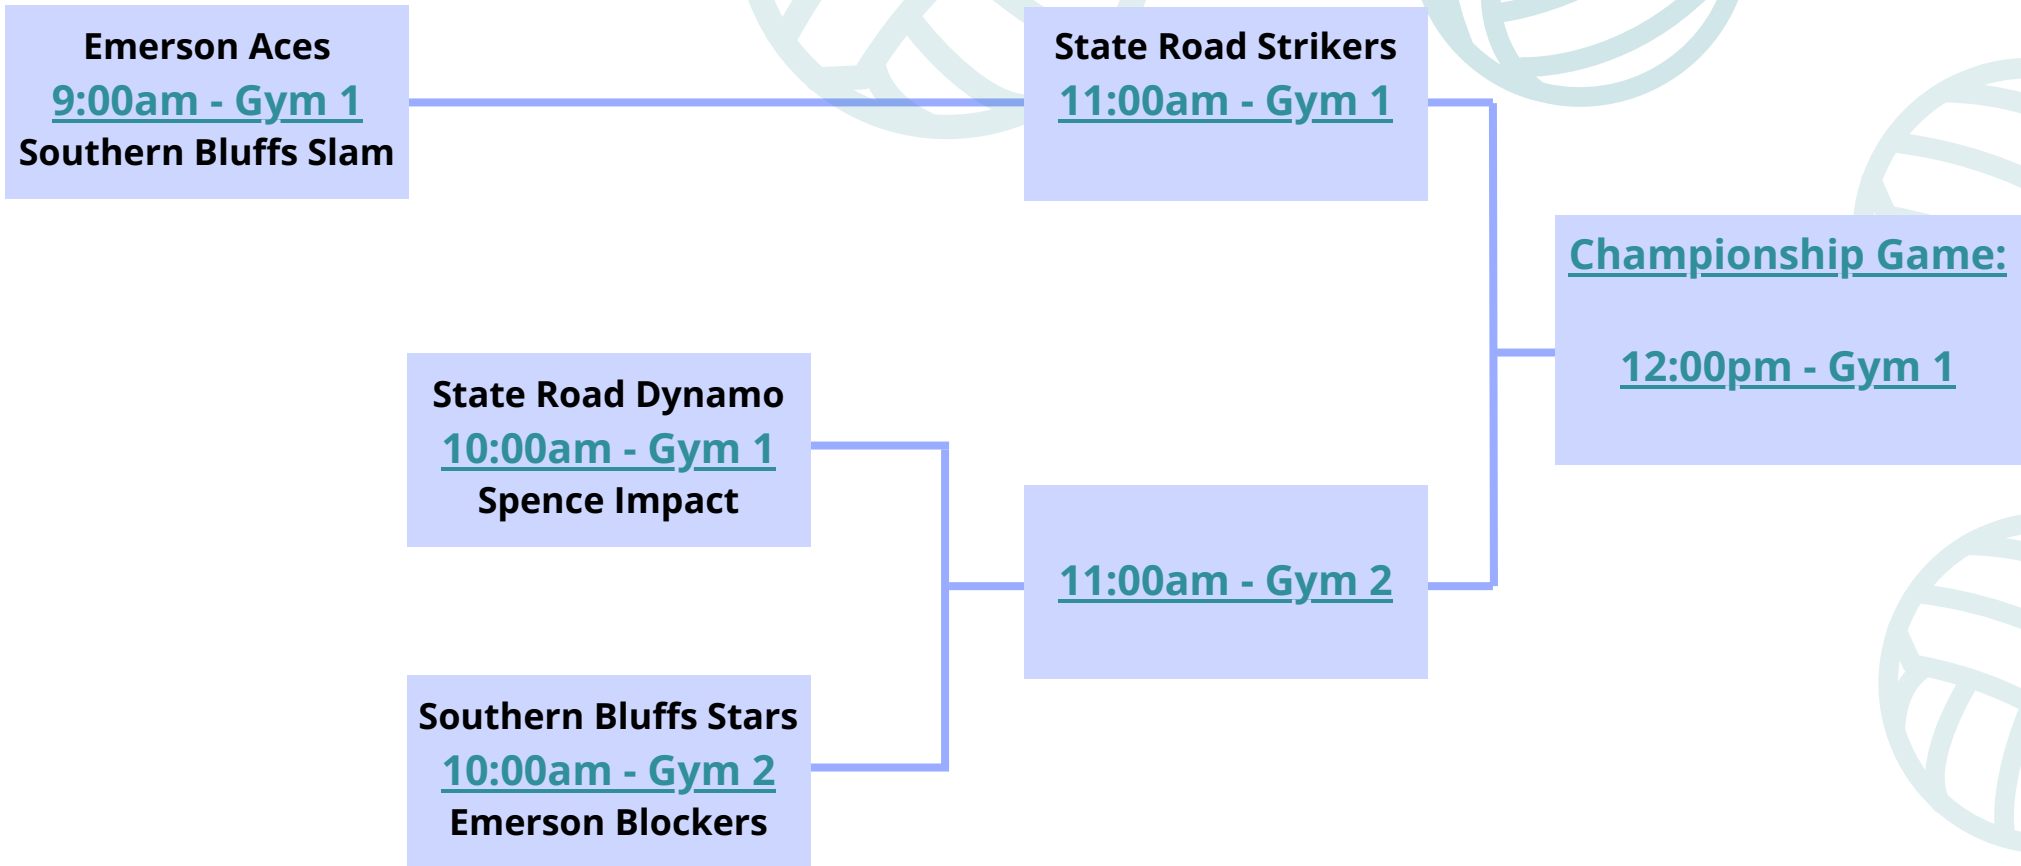 Emerson Aces
9:00am - Gym 1
Southern Bluffs Slam
State Road Strikers
11:00am - Gym 1
Championship Game:
12:00pm - Gym 1
State Road Dynamo
10:00am - Gym 1
Spence Impact
11:00am - Gym 2
Southern Bluffs Stars
10:00am - Gym 2
Emerson Blockers